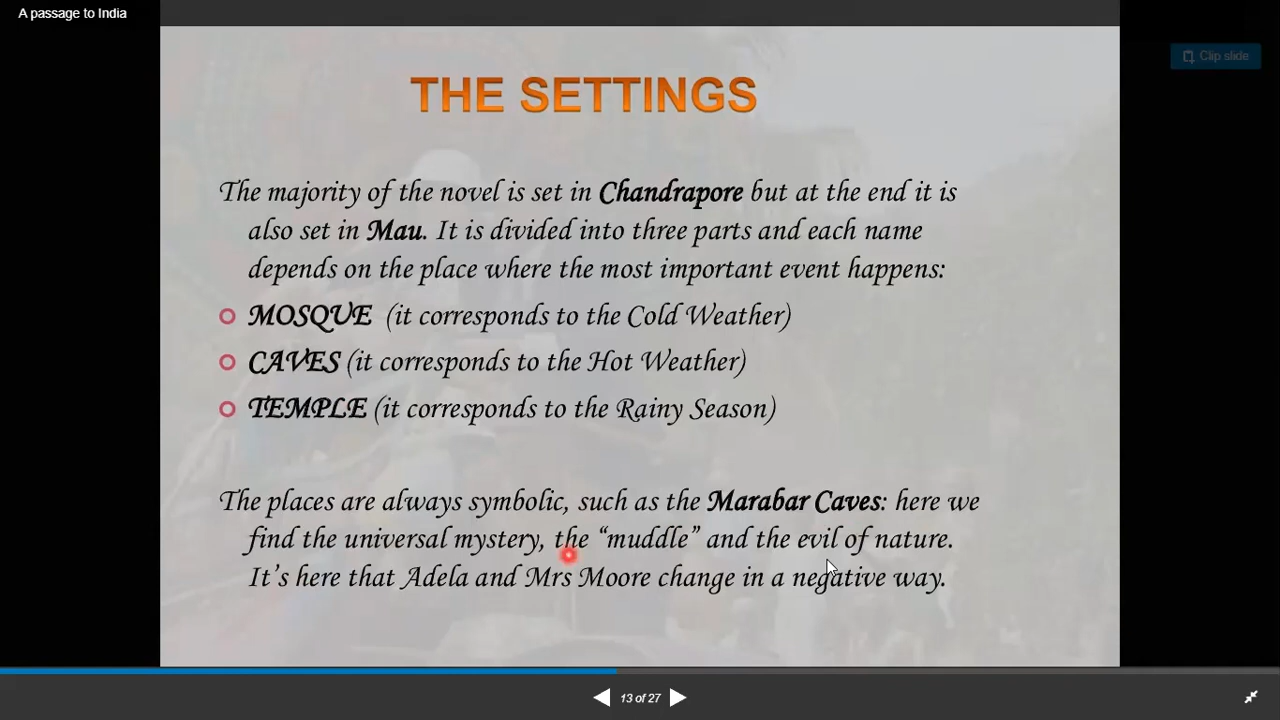 A passage to India
Clip slide
THE SETTINGS
The majority of the novel is set in Chandrapore but at the end it is
also set in Mau. It is divided into three parts and each name
depends on the place where the most important event happens:
MOSQUE (it corresponds to the Cold Weather)
CAVES (it corresponds to the Hot Weather)
TEMPLE (it corresponds to the Rainy Season)
The places are always symbolic, such as the Marabar Caves: here we
find the universal mystery, the “muddle” and the evil of nature.
It’s here that Adela and Mrs Moore change in a negative way.
13 of 27